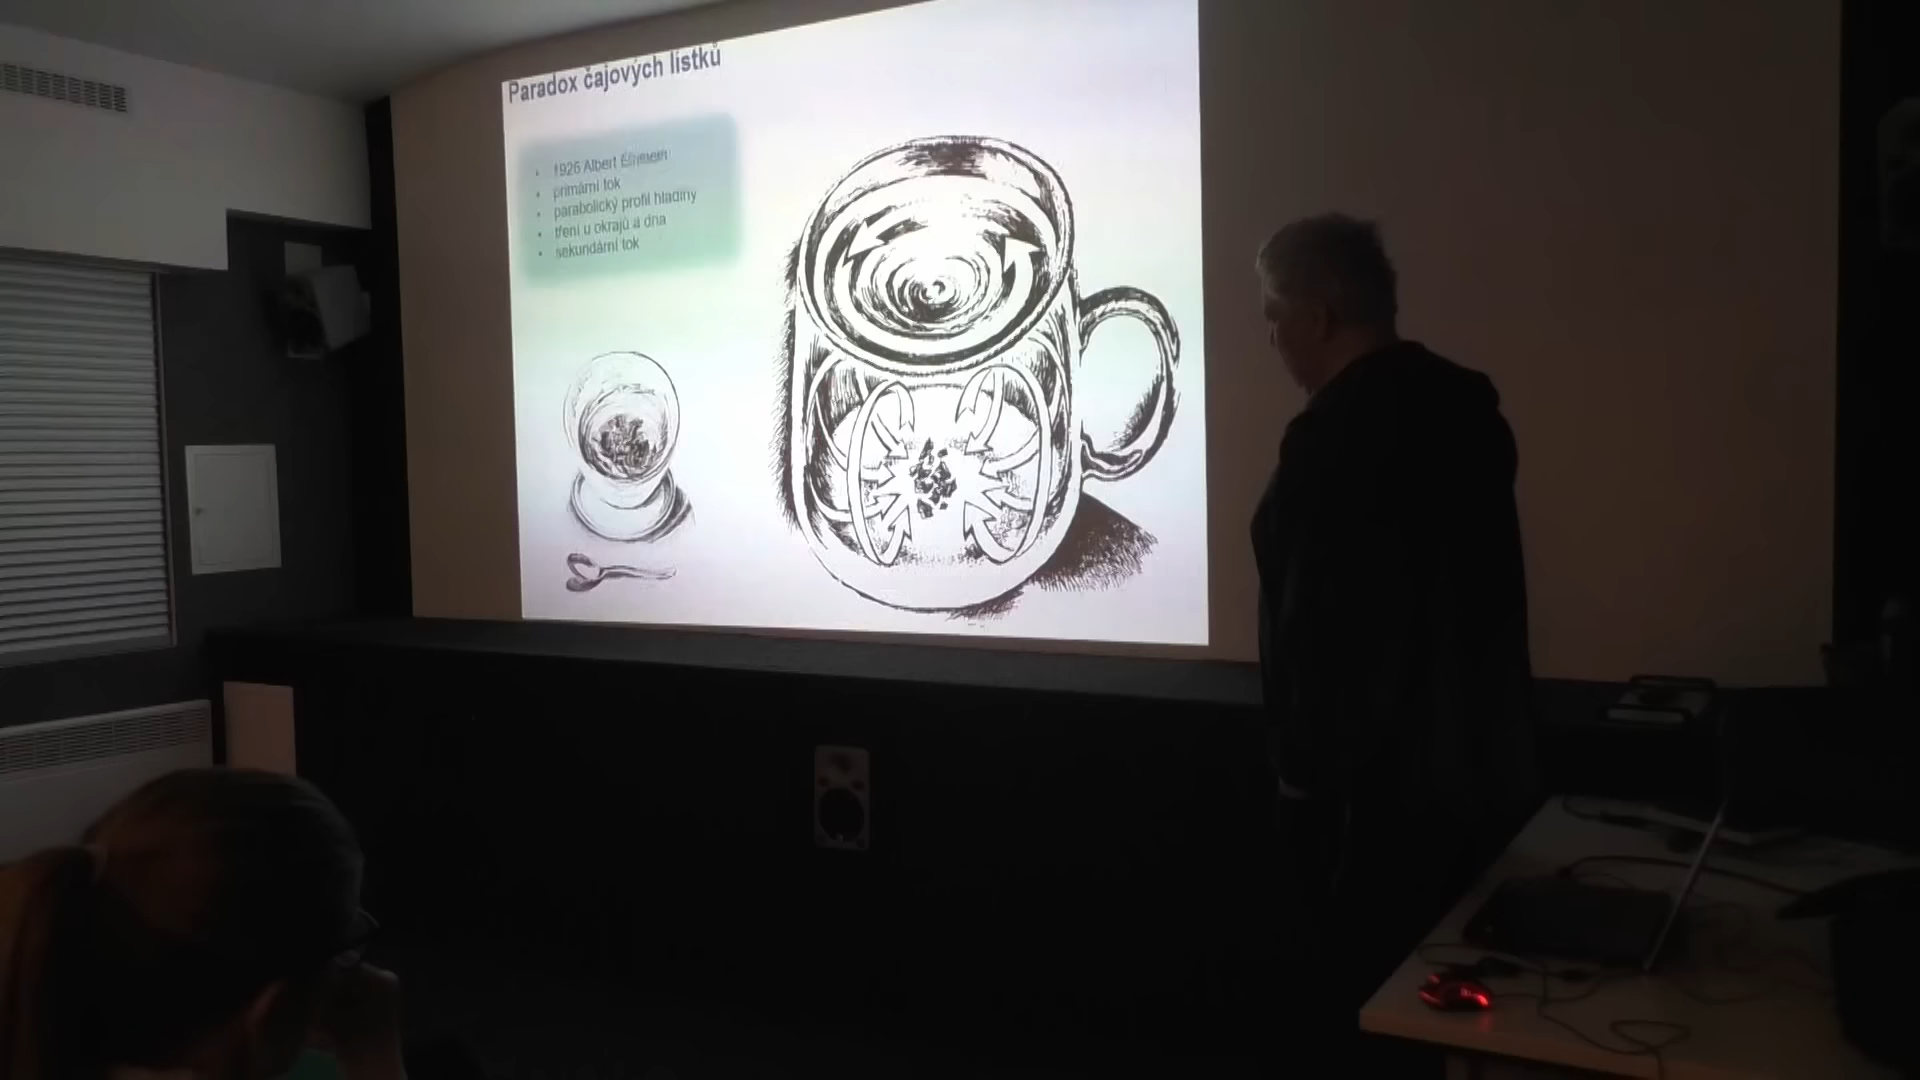 Paradox čajových lístků
• 1926 Albert Einstein
• primární tok
• parabolický profil hladiny
• tření u okrajů a dna
• sekundární tok